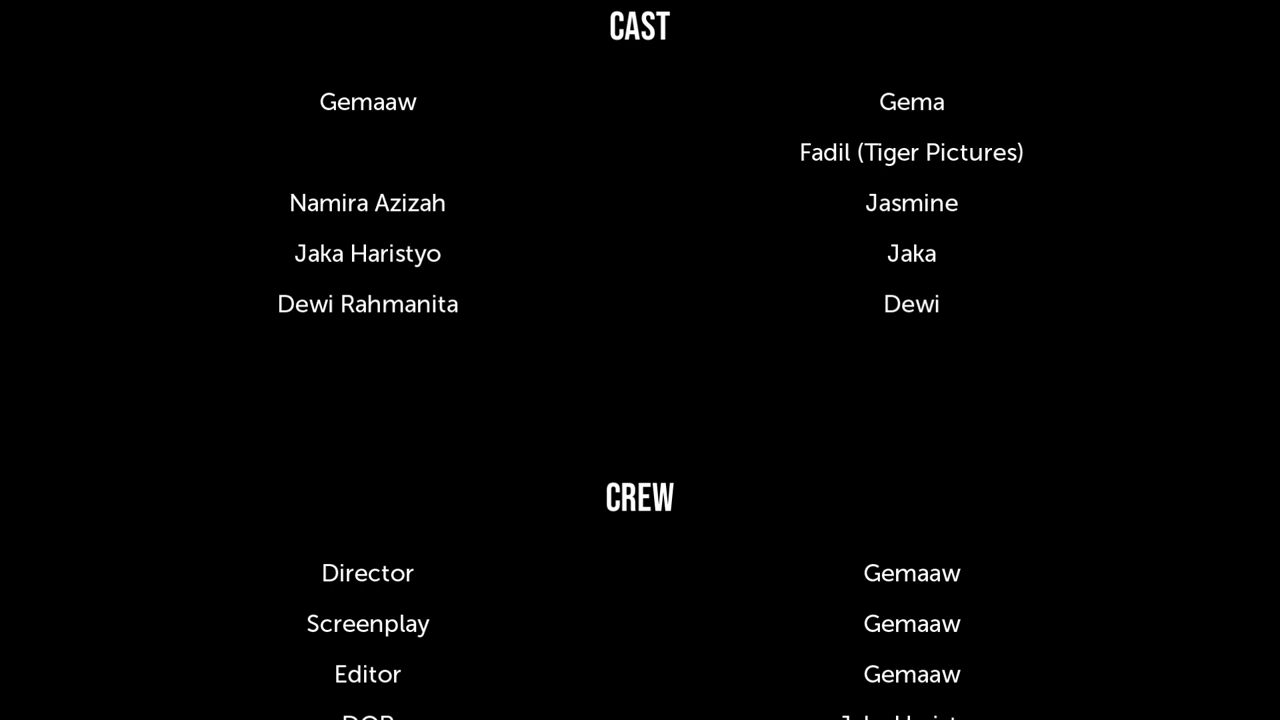 CAST
Gemaaw Gema
Fadil (Tiger Pictures)
Namira Azizah Jasmine
Jaka Haristyo Jaka
Dewi Rahmanita Dewi
CREW
Director Gemaaw
Screenplay Gemaaw
Editor Gemaaw